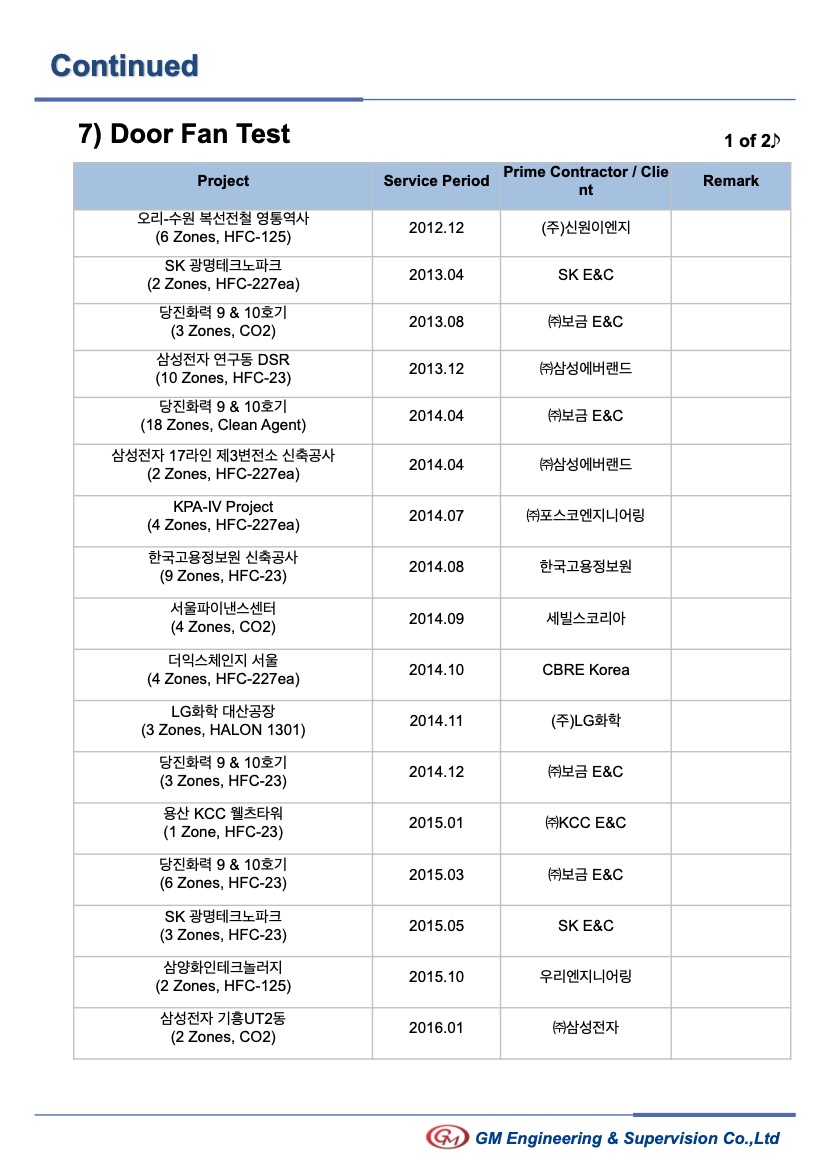 Continued
7) Door Fan Test
1 of 2♪
Project Service Period Prime Contractor / Clie
nt Remark
오리-수원 복선전철 영통역사
(6 Zones, HFC-125) 2012.12 (주)신원이엔지
SK 광명테크노파크
(2 Zones, HFC-227ea) 2013.04 SK E&C
당진화력 9 & 10호기
(3 Zones, CO2) 2013.08 ㈜보금 E&C
삼성전자 연구동 DSR
(10 Zones, HFC-23) 2013.12 ㈜삼성에버랜드
당진화력 9 & 10호기
(18 Zones, Clean Agent) 2014.04 ㈜보금 E&C
삼성전자 17라인 제3변전소 신축공사
(2 Zones, HFC-227ea) 2014.04 ㈜삼성에버랜드
KPA-IV Project
(4 Zones, HFC-227ea) 2014.07 ㈜포스코엔지니어링
한국고용정보원 신축공사
(9 Zones, HFC-23) 2014.08 한국고용정보원
서울파이낸스센터
(4 Zones, CO2) 2014.09 세빌스코리아
더익스체인지 서울
(4 Zones, HFC-227ea) 2014.10 CBRE Korea
LG화학 대산공장
(3 Zones, HALON 1301) 2014.11 (주)LG화학
당진화력 9 & 10호기
(3 Zones, HFC-23) 2014.12 ㈜보금 E&C
용산 KCC 웰츠타워
(1 Zone, HFC-23) 2015.01 ㈜KCC E&C
당진화력 9 & 10호기
(6 Zones, HFC-23) 2015.03 ㈜보금 E&C
SK 광명테크노파크
(3 Zones, HFC-23) 2015.05 SK E&C
삼양화인테크놀러지
(2 Zones, HFC-125) 2015.10 우리엔지니어링
삼성전자 기흥UT2동
(2 Zones, CO2) 2016.01 ㈜삼성전자
GM GM Engineering & Supervision Co.,Ltd